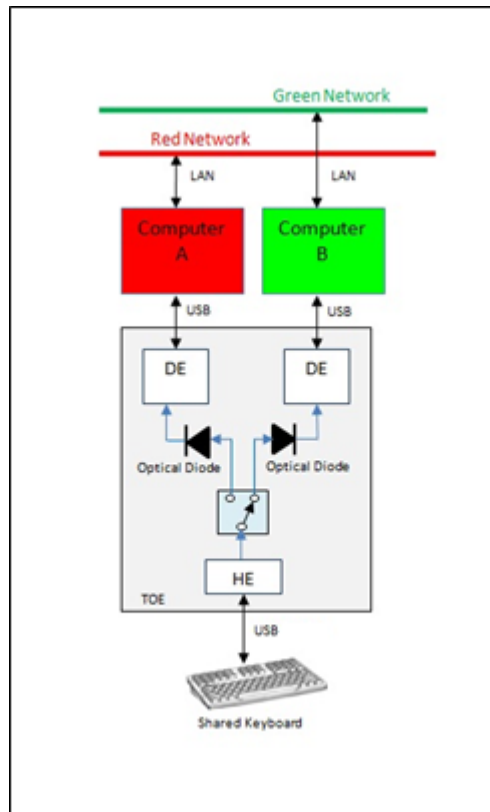 Green Network
Red Network
LAN
LAN
Computer
A
Computer
B
USB
USB
DE
DE
Optical Diode
Optical Diode
HE
TOE
USB
Shared Keyboard